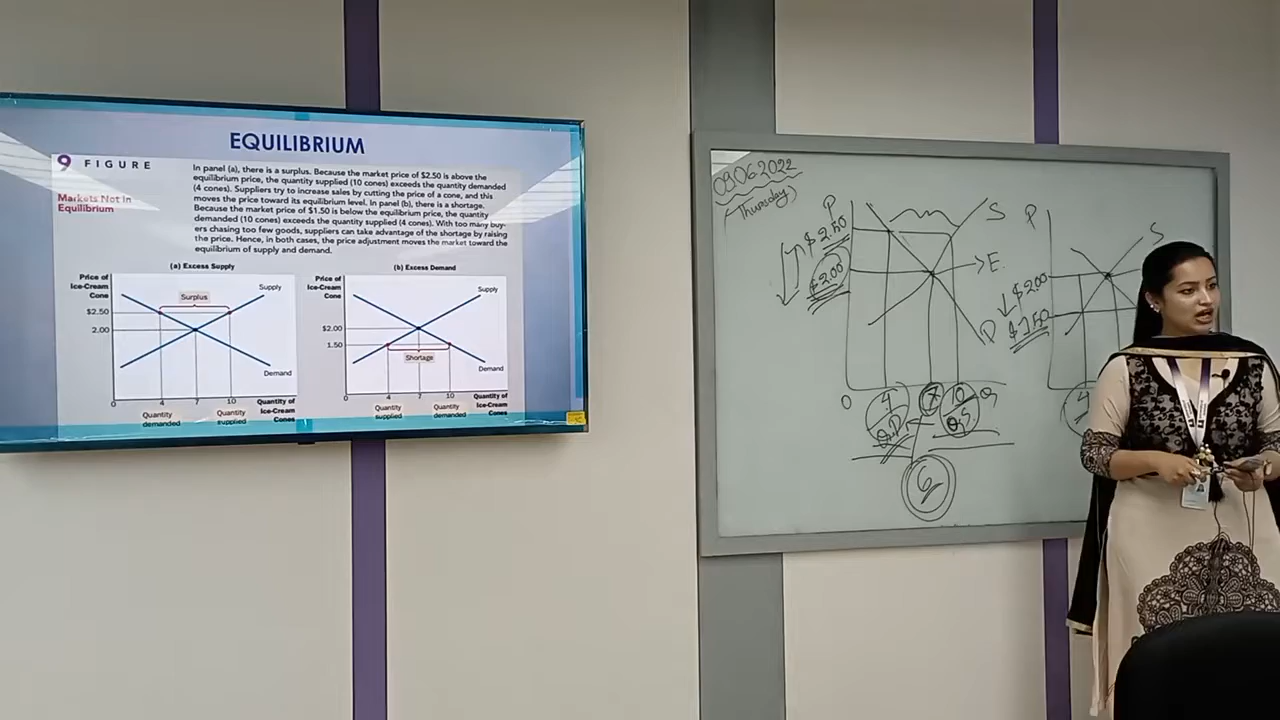 EQUILIBRIUM
9 FIGURE
Markets Not in
Equilibrium
In panel (a), there is a surplus. Because the market price of $2.50 is above the
equilibrium price, the quantity supplied (10 cones) exceeds the quantity demanded
(4 cones). Suppliers try to increase sales by cutting the price of a cone, and this
moves the price toward its equilibrium level. In panel (b), there is a shortage.
Because the market price of $1.50 is below the equilibrium price, the quantity
demanded (10 cones) exceeds the quantity supplied (4 cones). With too many buy-
ers chasing too few goods, suppliers can take advantage of the shortage by raising
the price. Hence, in both cases, the price adjustment moves the market toward the
equilibrium of supply and demand.
(a) Excess Supply
Price of
Ice-Cream
Cone
Supply
Surplus
$2.50
2.00
Demand
0 4 7 10
Quantity of
Ice-Cream
Cones
Quantity
demanded
Quantity
supplied
(b) Excess Demand
Price of
Ice-Cream
Cone
Supply
$2.00
1.50
Shortage
Demand
0 4 7 10
Quantity of
Ice-Cream
Cones
Quantity
supplied
Quantity
demanded
09.06.2022
(Thursday)
P
$2.50
$2.00
S
E
D
0 4 7 10 Q
QD
QS
6
P
$2.00
$1.50
S
4